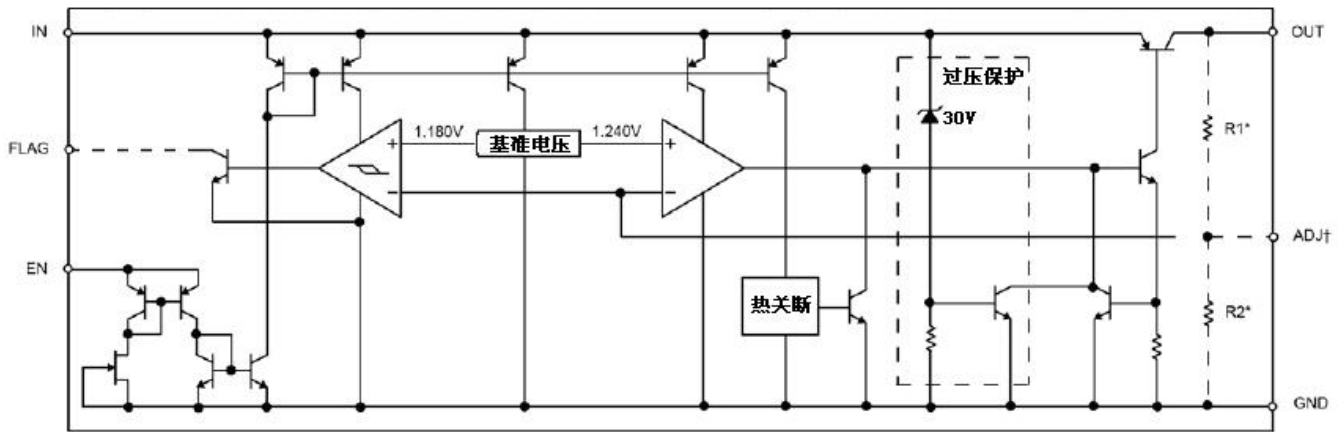 IN
OUT
过压保护
30V
1.180V
基准电压
1.240V
R1*
FLAG
+
+
−
−
ADJ†
EN
热关断
R2*
GND